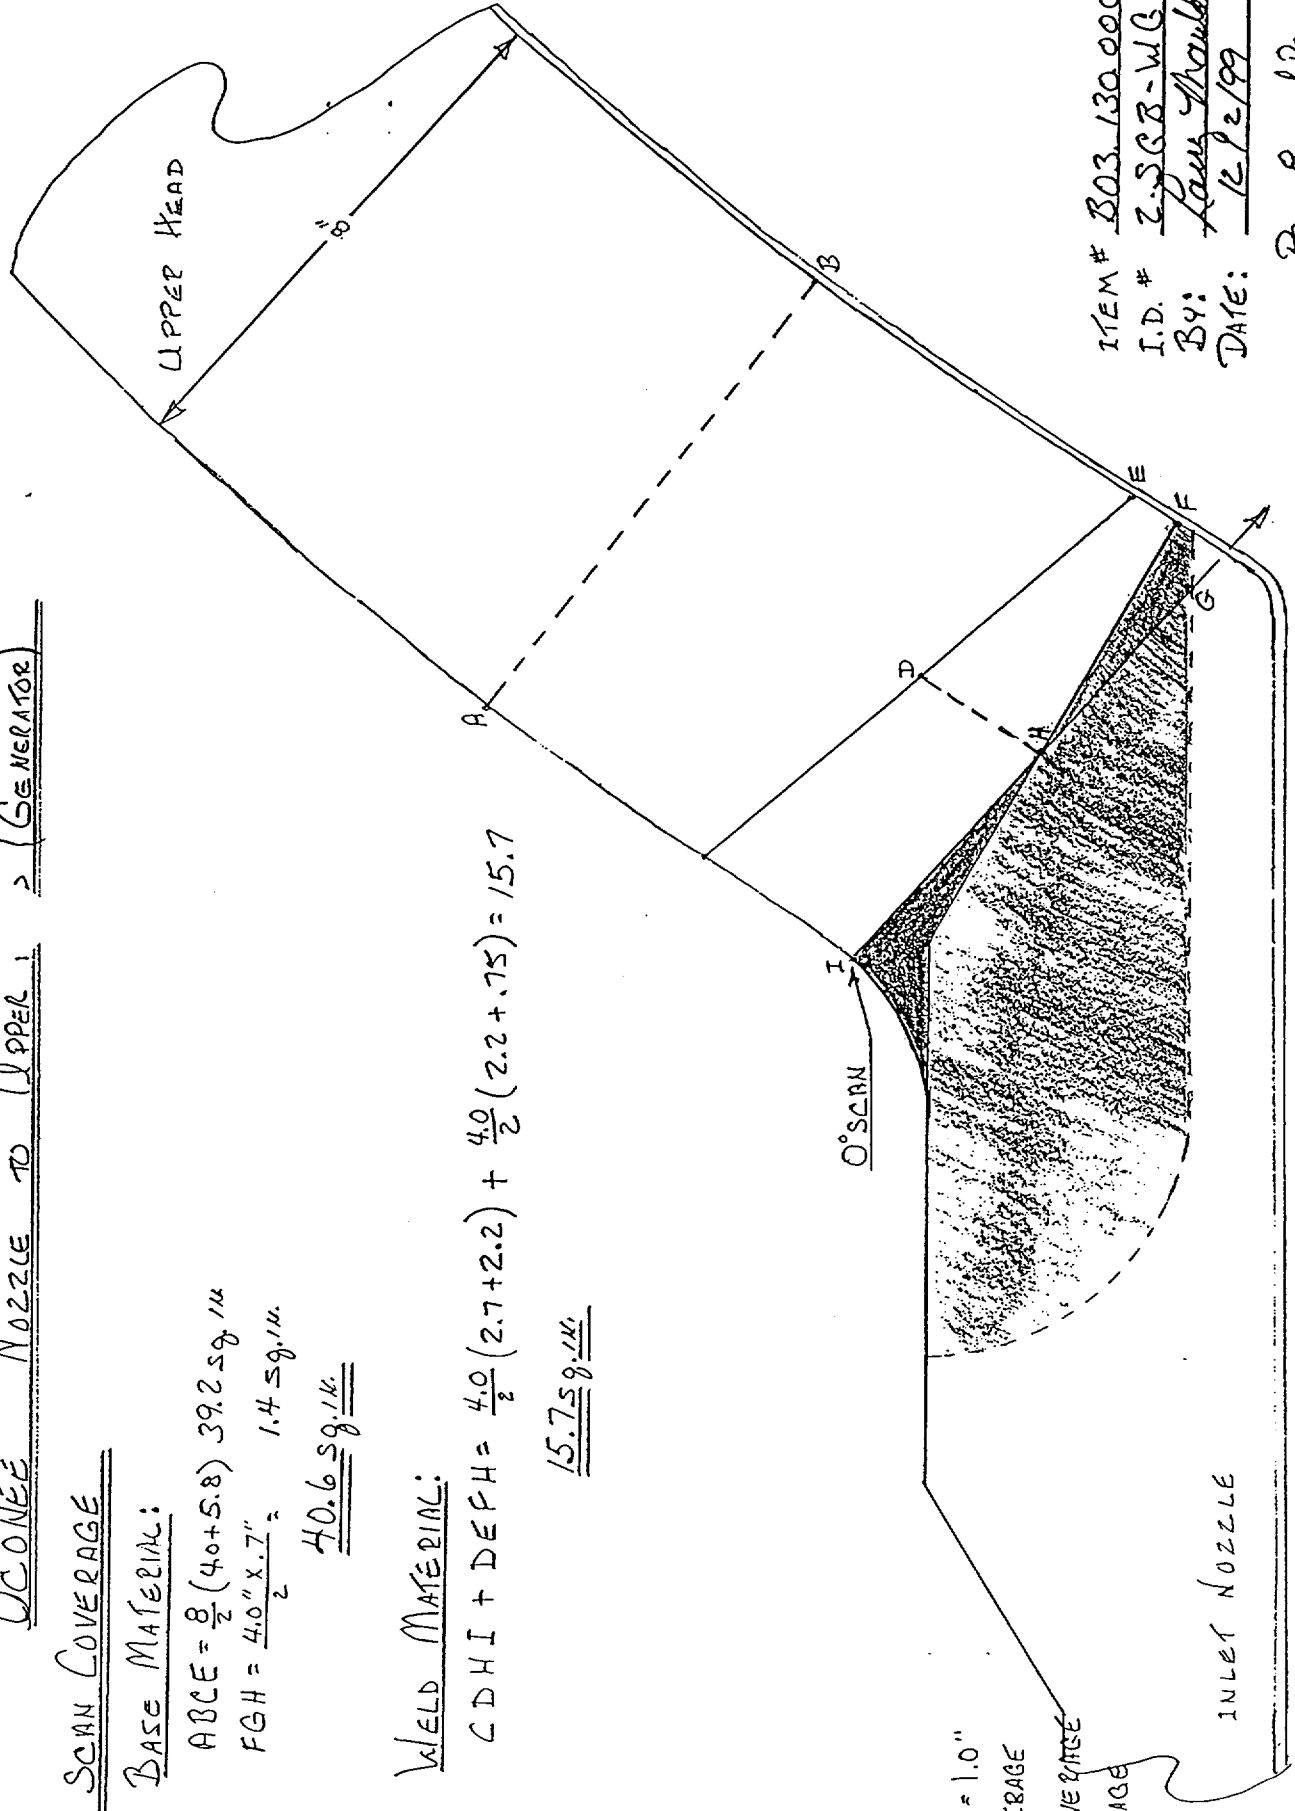 OCONEE NOZZLE TO UPPER (GENERATOR)
SCAN COVERAGE
BASE MATERIAL:
ABCE = 8/2 (4.0+5.8) 39.2 sq. IN
FGH = 4.0" X .7" / 2 = 1.4 sq. IN.
40.6 sq. IN.
WELD MATERIAL:
CDHI + DEFH = 4.0/2 (2.7+2.2) + 4.0/2 (2.2+.75) = 15.7
15.7 sq. IN.
UPPER HEAD
8"
A
B
D
E
F
G
H
I
0° SCAN
INLET NOZZLE
= 1.0"
ITEM # B03.130.00
I.D. # 2-SGB-WG
BY: Larry
DATE: 12/2/99